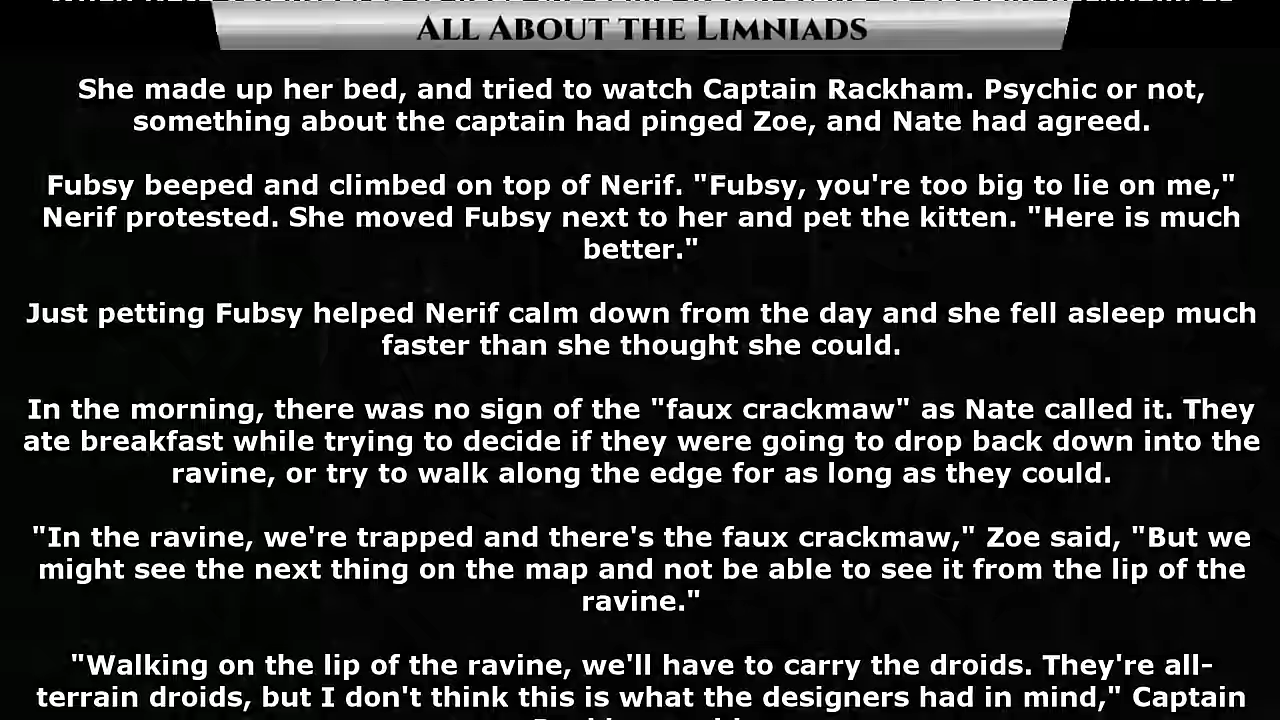 All About the Limniads
She made up her bed, and tried to watch Captain Rackham. Psychic or not,
something about the captain had pinged Zoe, and Nate had agreed.
Fubsy beeped and climbed on top of Nerif. "Fubsy, you're too big to lie on me,"
Nerif protested. She moved Fubsy next to her and pet the kitten. "Here is much
better."
Just petting Fubsy helped Nerif calm down from the day and she fell asleep much
faster than she thought she could.
In the morning, there was no sign of the "faux crackmaw" as Nate called it. They
ate breakfast while trying to decide if they were going to drop back down into the
ravine, or try to walk along the edge for as long as they could.
"In the ravine, we're trapped and there's the faux crackmaw," Zoe said, "But we
might see the next thing on the map and not be able to see it from the lip of the
ravine."
"Walking on the lip of the ravine, we'll have to carry the droids. They're all-
terrain droids, but I don't think this is what the designers had in mind," Captain